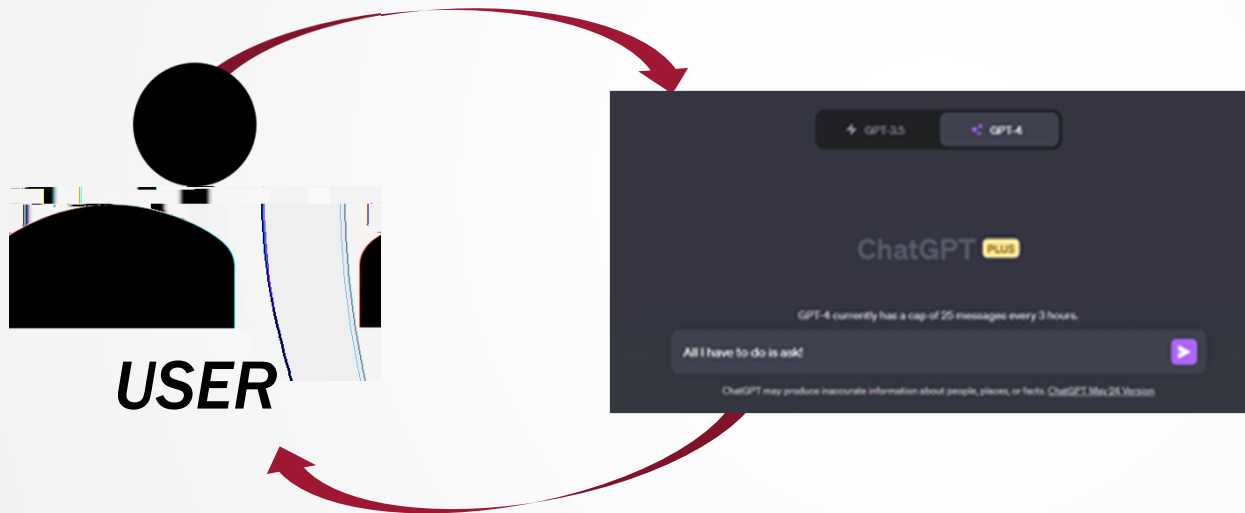 GPT-3.5 GPT-4
ChatGPT PLUS
GPT-4 currently has a cap of 25 messages every 3 hours.
All I have to do is ask!
ChatGPT may produce inaccurate information about people, places, or facts. ChatGPT May 24 Version
USER